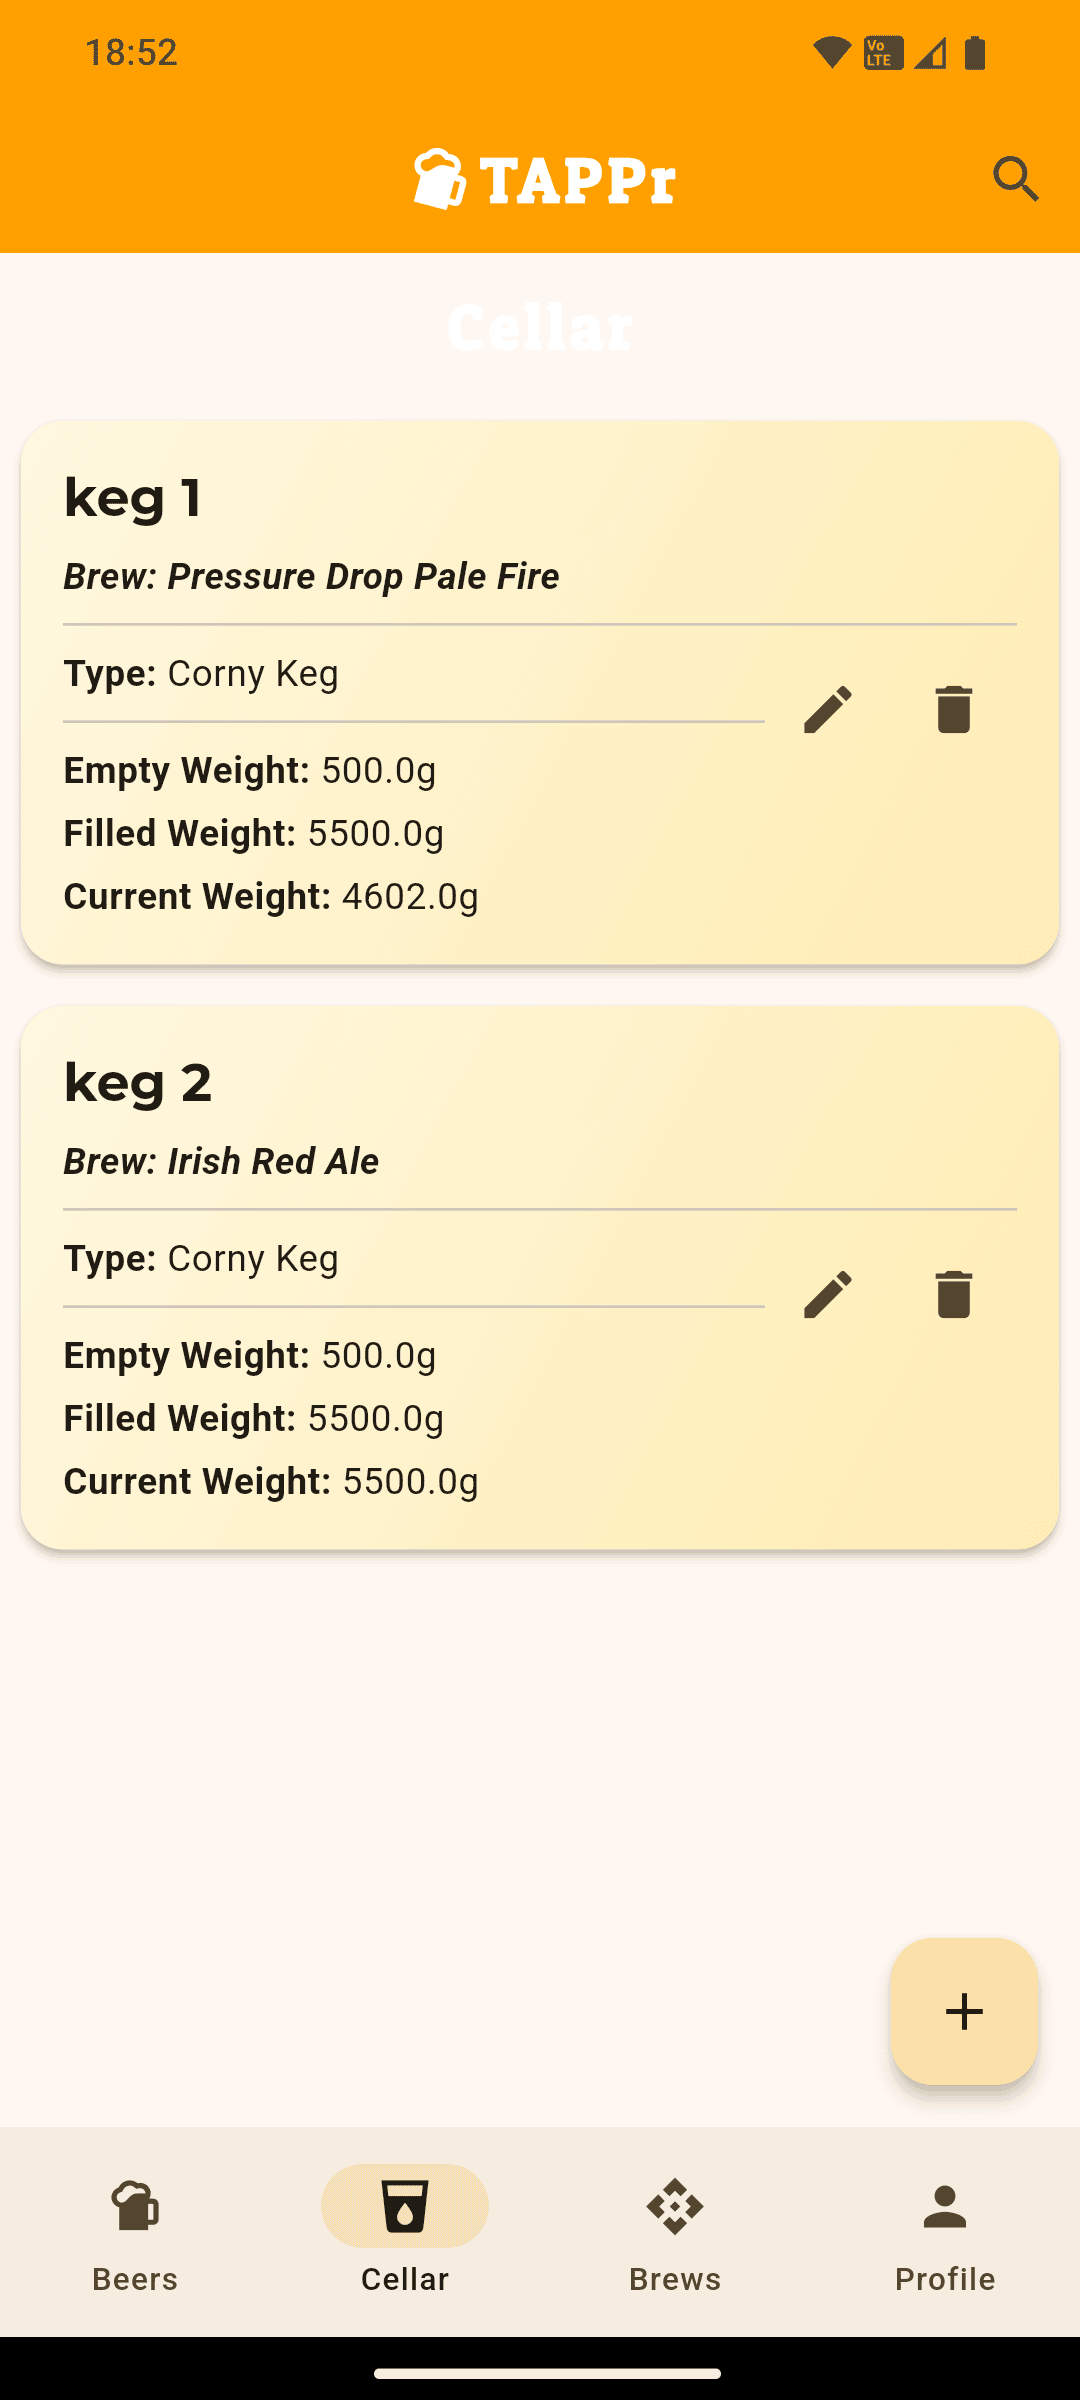 18:52
Vo
LTE
TAPPr
Cellar
keg 1
Brew: Pressure Drop Pale Fire
Type: Corny Keg
Empty Weight: 500.0g
Filled Weight: 5500.0g
Current Weight: 4602.0g
keg 2
Brew: Irish Red Ale
Type: Corny Keg
Empty Weight: 500.0g
Filled Weight: 5500.0g
Current Weight: 5500.0g
Beers
Cellar
Brews
Profile